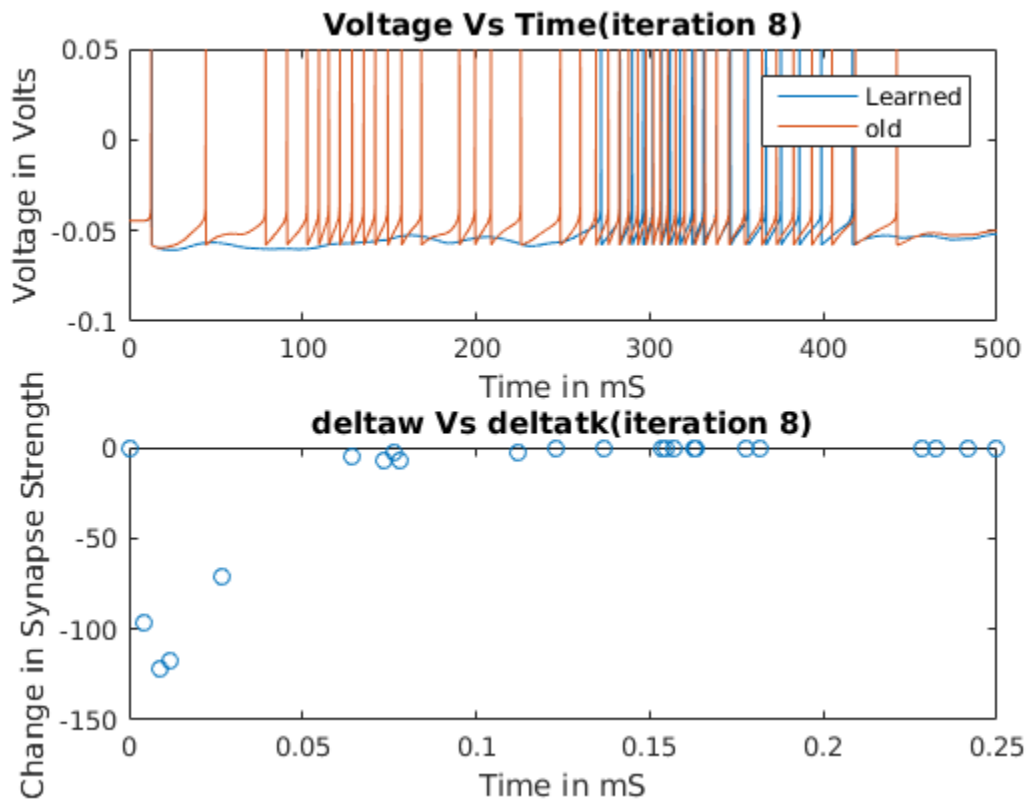 Voltage Vs Time(iteration 8)
Voltage in Volts
0.05
0
-0.05
-0.1
Learned
old
0 100 200 300 400 500
Time in mS
deltaw Vs deltatk(iteration 8)
Change in Synapse Strength
0
-50
-100
-150
0 0.05 0.1 0.15 0.2 0.25
Time in mS